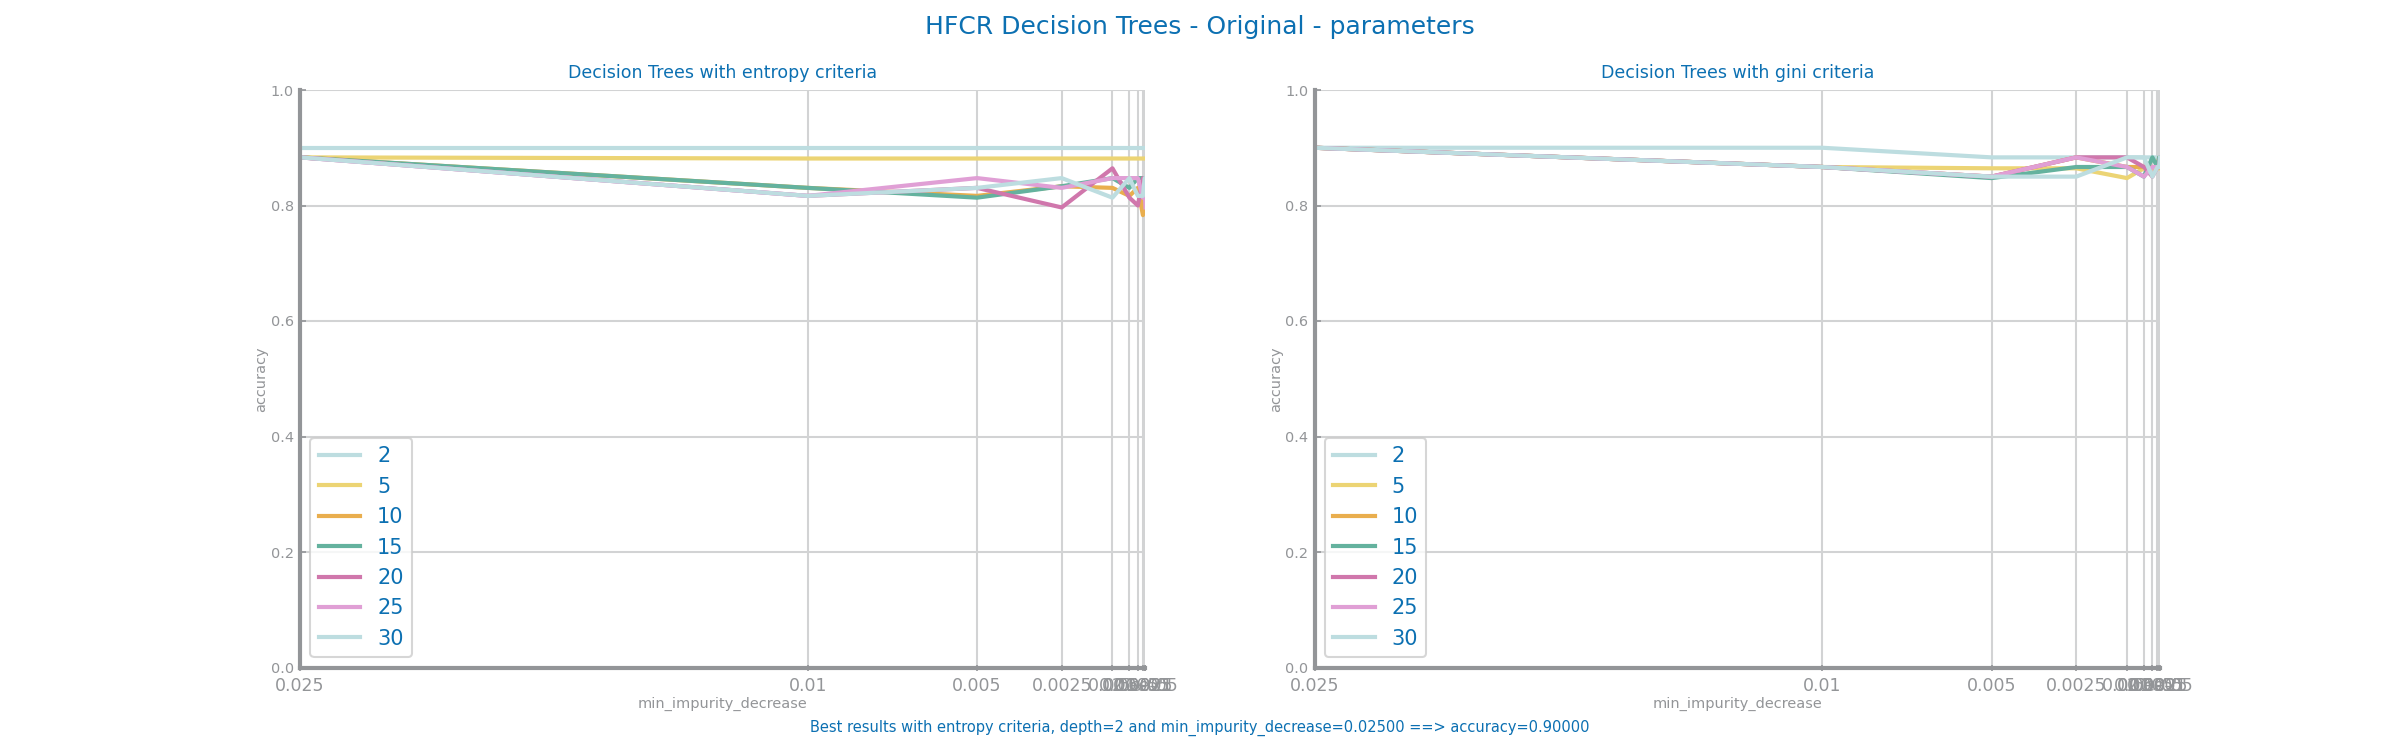 HFCR Decision Trees - Original - parameters
Decision Trees with entropy criteria
1.0
0.8
0.6
0.4
0.2
0.0
accuracy
2
5
10
15
20
25
30
0.025 0.01 0.005 0.0025
min_impurity_decrease
Decision Trees with gini criteria
1.0
0.8
0.6
0.4
0.2
0.0
accuracy
2
5
10
15
20
25
30
0.025 0.01 0.005 0.0025
min_impurity_decrease
Best results with entropy criteria, depth=2 and min_impurity_decrease=0.02500 ==> accuracy=0.90000